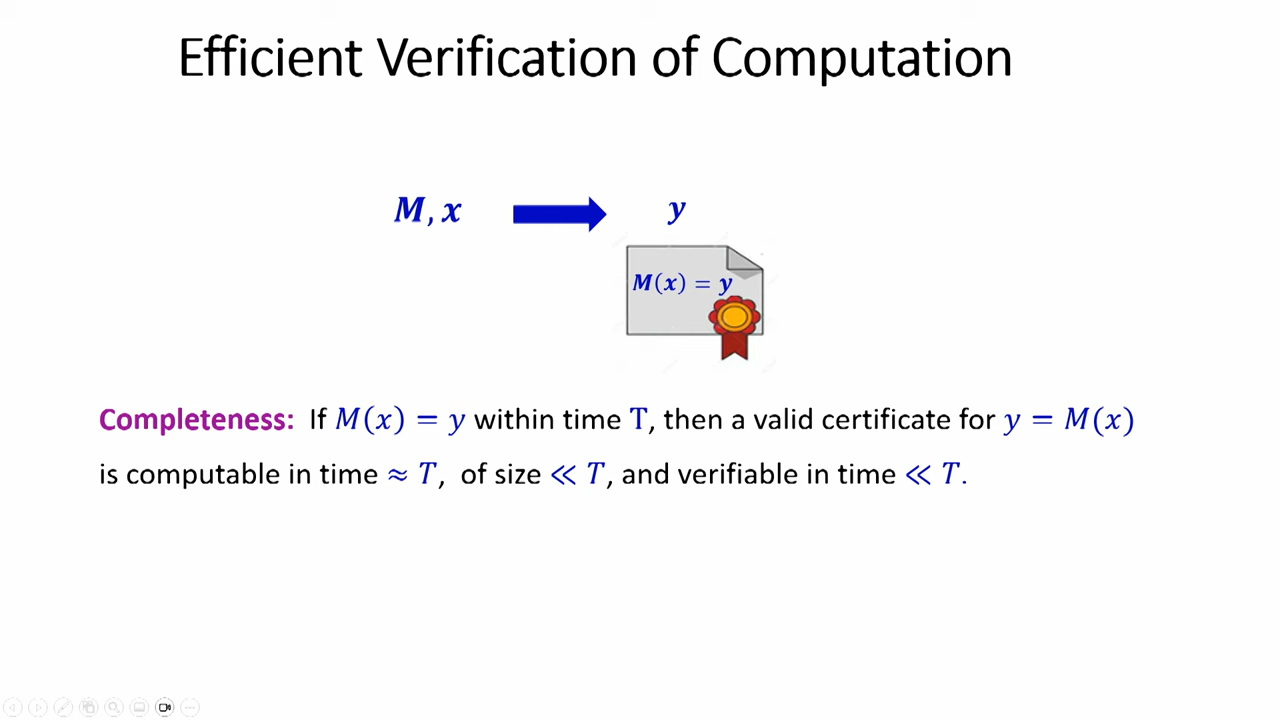 Efficient Verification of Computation
M, x
y
M(x) = y
Completeness: If M(x) = y within time T, then a valid certificate for y = M(x)
is computable in time ≈ T, of size ≪ T, and verifiable in time ≪ T.